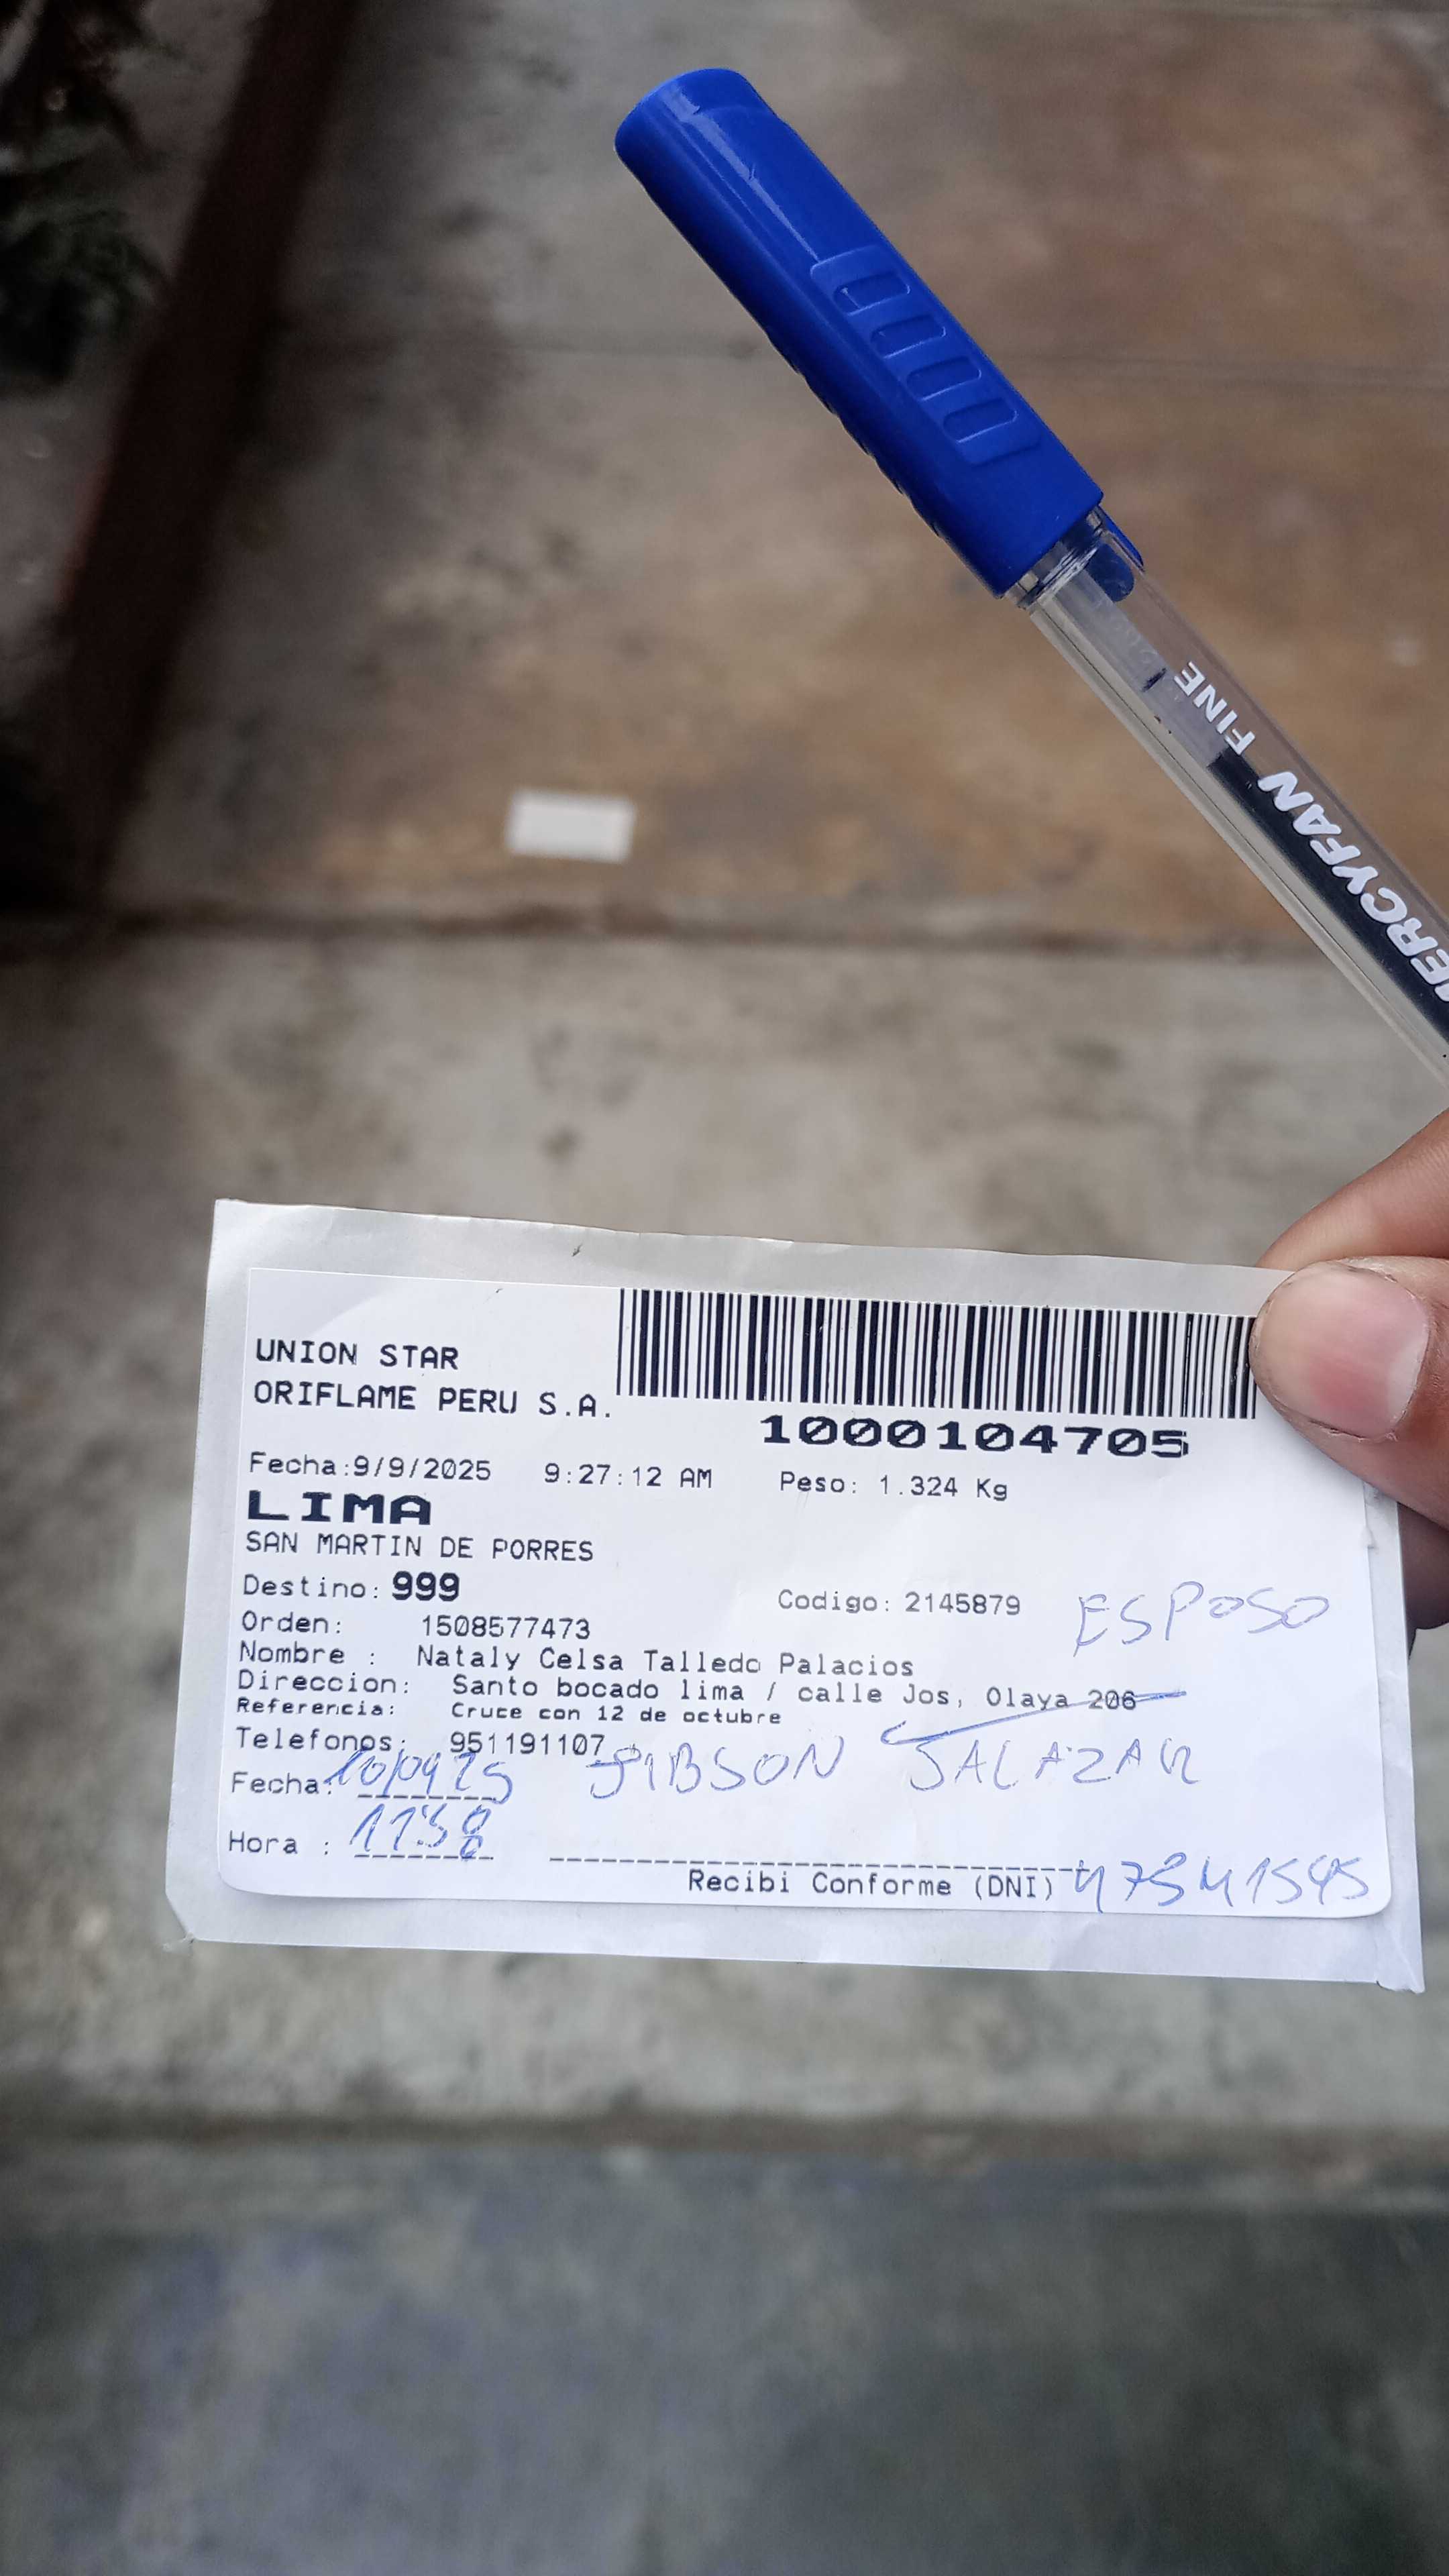 FINE
ERCYFAN
UNION STAR
ORIFLAME PERU S.A.
1000104705
Fecha:9/9/2025 9:27:12 AM Peso: 1.324 Kg
LIMA
SAN MARTIN DE PORRES
Destino: 999 Codigo: 2145879 ESPOSO
Orden: 1508577473
Nombre : Nataly Celsa Talledo Palacios
Direccion: Santo bocado lima / calle Jos, Olaya 206
Referencia: Cruce con 12 de octubre
Telefonos: 951191107
Fecha: 10/09/25 JIBSON SALAZAR
Hora : 11:58
Recibi Conforme (DNI) 47341545